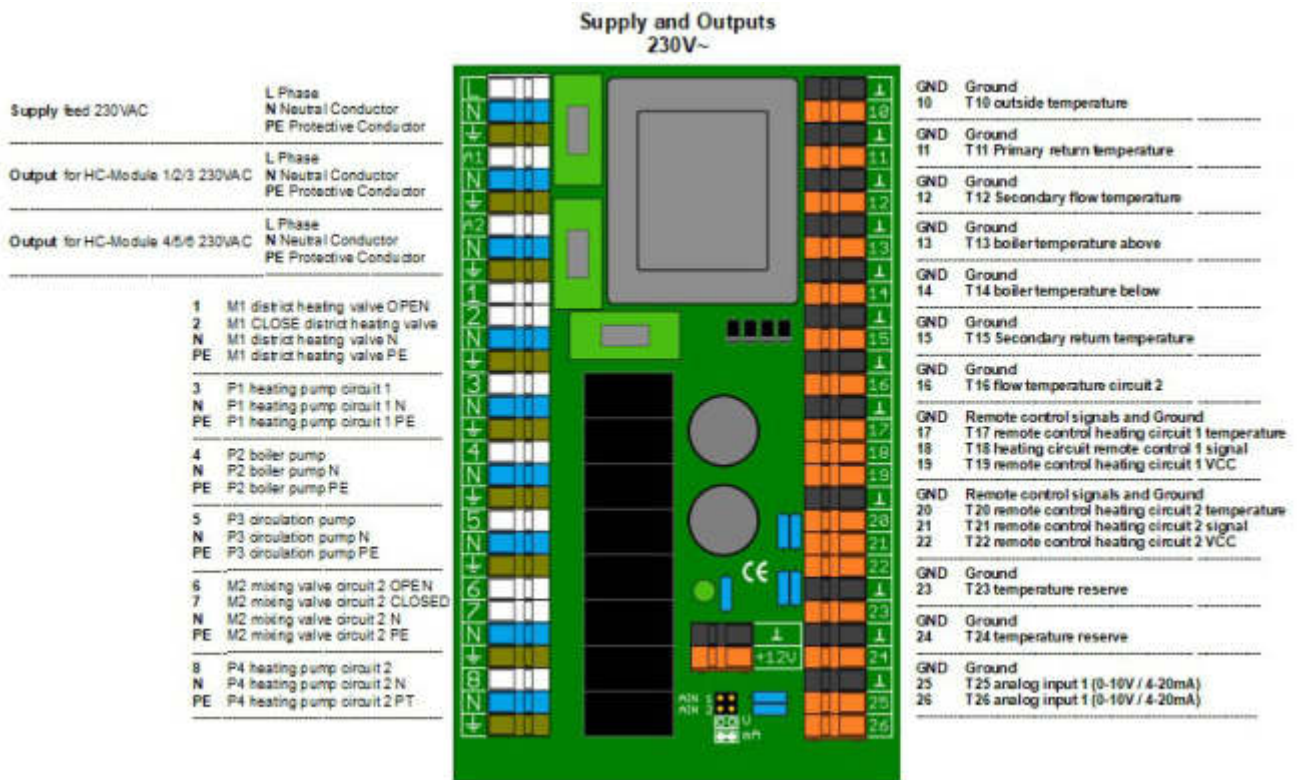 Supply and Outputs
230V~
Supply feed 230VAC
L Phase
N Neutral Conductor
PE Protective Conductor
Output for HC-Module 1/2/3 230VAC
L Phase
N Neutral Conductor
PE Protective Conductor
Output for HC-Module 4/5/6 230VAC
L Phase
N Neutral Conductor
PE Protective Conductor
1 M1 district heating valve OPEN
2 M1 CLOSE district heating valve
N M1 district heating valve N
PE M1 district heating valve PE
3 P1 heating pump circuit 1
N P1 heating pump circuit 1 N
PE P1 heating pump circuit 1 PE
4 P2 boiler pump
N P2 boiler pump N
PE P2 boiler pump PE
5 P3 circulation pump
N P3 circulation pump N
PE P3 circulation pump PE
6 M2 mixing valve circuit 2 OPEN
7 M2 mixing valve circuit 2 CLOSED
N M2 mixing valve circuit 2 N
PE M2 mixing valve circuit 2 PE
8 P4 heating pump circuit 2
N P4 heating pump circuit 2 N
PE P4 heating pump circuit 2 PT
L
N
A1
N
A2
N
1
2
N
3
N
4
N
5
N
6
7
N
8
N
CE
+12V
AIN 1
AIN 2
V
mA
10
11
12
13
14
15
16
17
18
19
20
21
22
23
24
25
26
GND Ground
10 T10 outside temperature
GND Ground
11 T11 Primary return temperature
GND Ground
12 T12 Secondary flow temperature
GND Ground
13 T13 boiler temperature above
GND Ground
14 T14 boiler temperature below
GND Ground
15 T15 Secondary return temperature
GND Ground
16 T16 flow temperature circuit 2
GND Remote control signals and Ground
17 T17 remote control heating circuit 1 temperature
18 T18 heating circuit remote control 1 signal
19 T19 remote control heating circuit 1 VCC
GND Remote control signals and Ground
20 T20 remote control heating circuit 2 temperature
21 T21 remote control heating circuit 2 signal
22 T22 remote control heating circuit 2 VCC
GND Ground
23 T23 temperature reserve
GND Ground
24 T24 temperature reserve
GND Ground
25 T25 analog input 1 (0-10V / 4-20mA)
26 T26 analog input 1 (0-10V / 4-20mA)